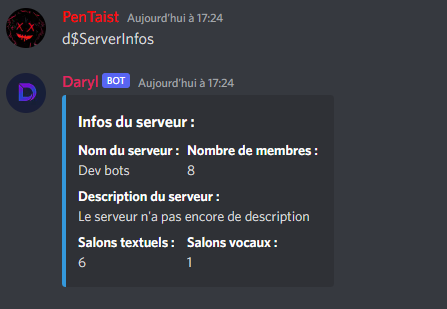 PenTaist Aujourd'hui à 17:24
d$ServerInfos
D
Daryl BOT Aujourd'hui à 17:24
Infos du serveur :
Nom du serveur : Nombre de membres :
Dev bots 8
Description du serveur :
Le serveur n'a pas encore de description
Salons textuels : Salons vocaux :
6 1